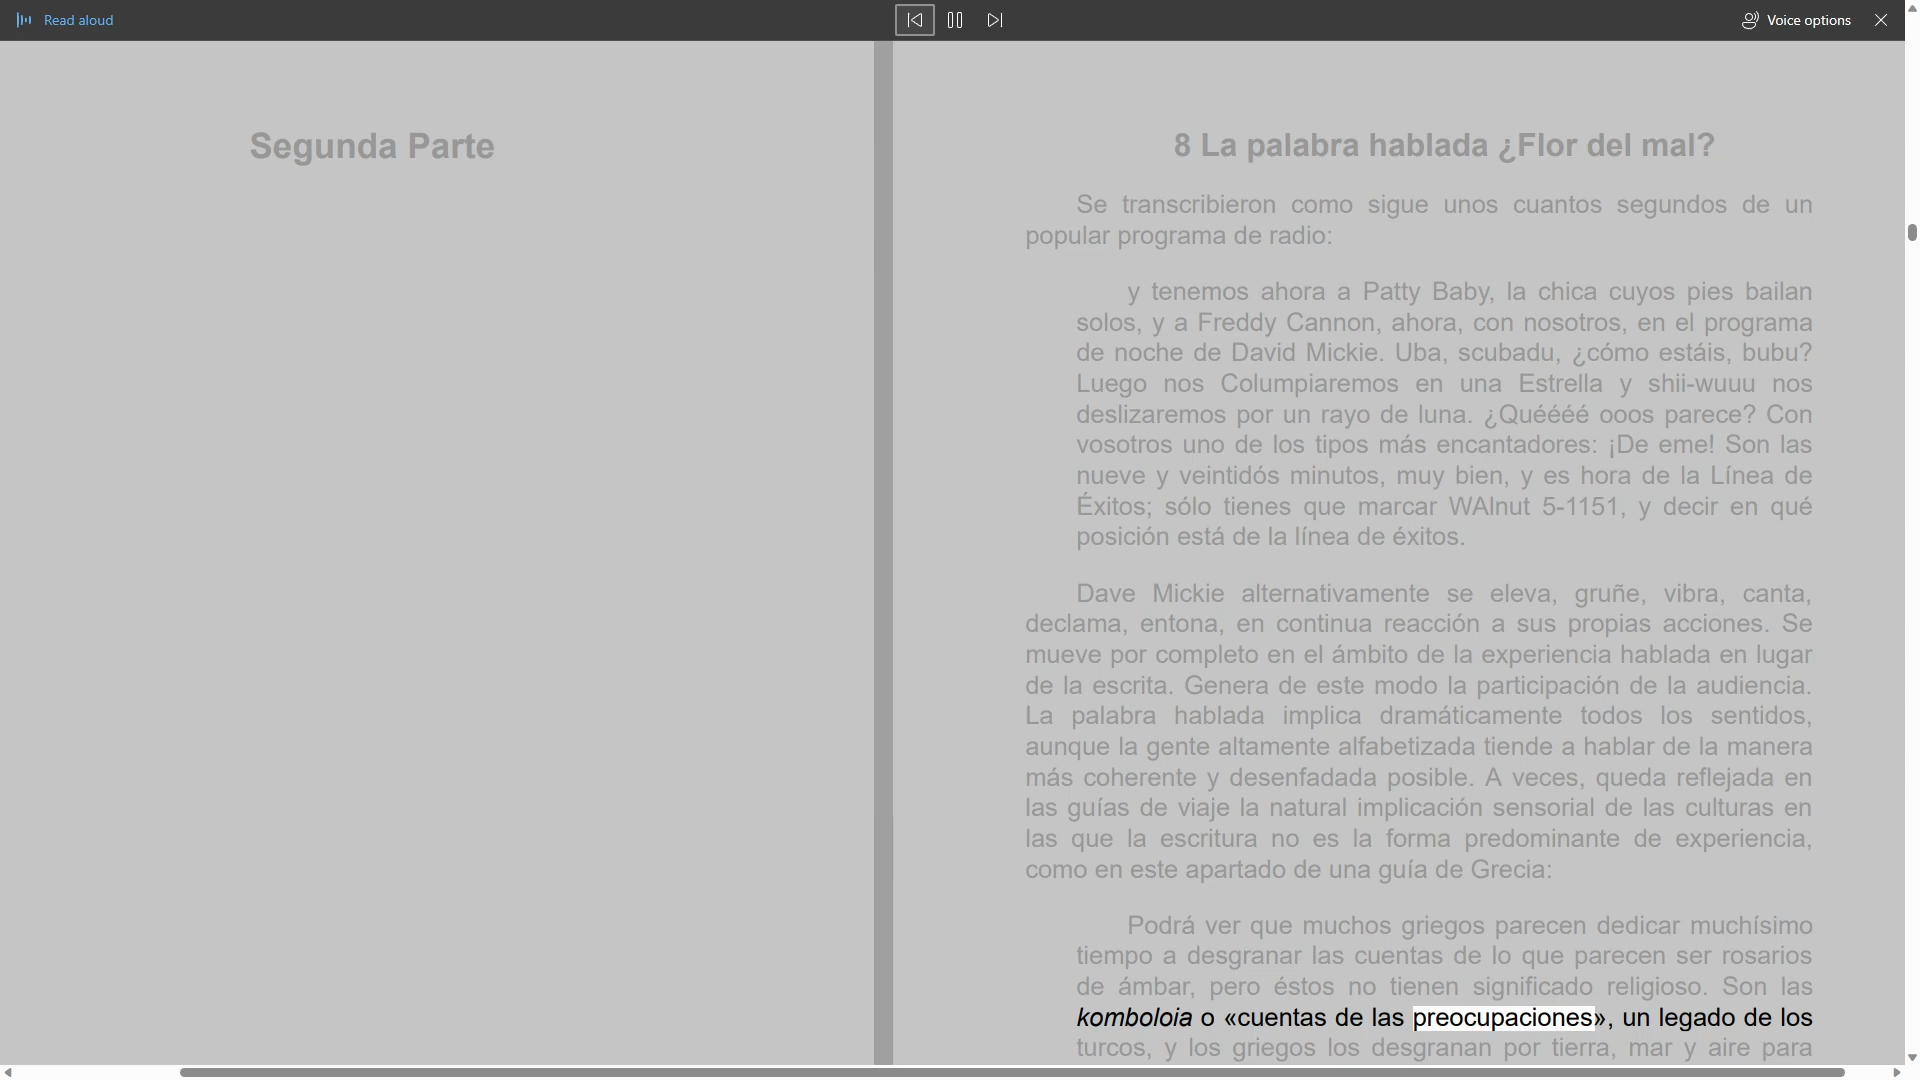 Read aloud
Voice options
Segunda Parte
8 La palabra hablada ¿Flor del mal?
Se transcribieron como sigue unos cuantos segundos de un
popular programa de radio:
y tenemos ahora a Patty Baby, la chica cuyos pies bailan
solos, y a Freddy Cannon, ahora, con nosotros, en el programa
de noche de David Mickie. Uba, scubadu, ¿cómo estáis, bubu?
Luego nos Columpiaremos en una Estrella y shii-wuuu nos
deslizaremos por un rayo de luna. ¿Quéééé ooos parece? Con
vosotros uno de los tipos más encantadores: ¡De eme! Son las
nueve y veintidós minutos, muy bien, y es hora de la Línea de
Éxitos; sólo tienes que marcar WAlnut 5-1151, y decir en qué
posición está de la línea de éxitos.
Dave Mickie alternativamente se eleva, gruñe, vibra, canta,
declama, entona, en continua reacción a sus propias acciones. Se
mueve por completo en el ámbito de la experiencia hablada en lugar
de la escrita. Genera de este modo la participación de la audiencia.
La palabra hablada implica dramáticamente todos los sentidos,
aunque la gente altamente alfabetizada tiende a hablar de la manera
más coherente y desenfadada posible. A veces, queda reflejada en
las guías de viaje la natural implicación sensorial de las culturas en
las que la escritura no es la forma predominante de experiencia,
como en este apartado de una guía de Grecia:
Podrá ver que muchos griegos parecen dedicar muchísimo
tiempo a desgranar las cuentas de lo que parecen ser rosarios
de ámbar, pero éstos no tienen significado religioso. Son las
komboloia o «cuentas de las preocupaciones», un legado de los
turcos, y los griegos los desgranan por tierra, mar y aire para